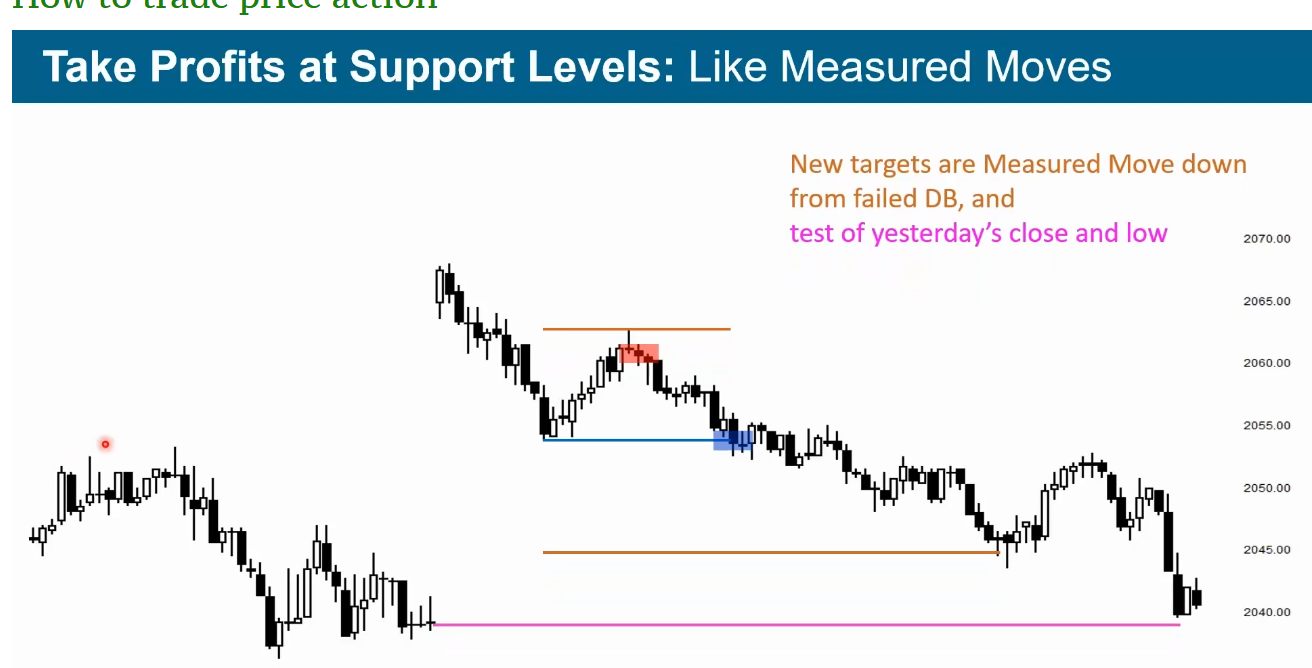 How to trade price action
Take Profits at Support Levels: Like Measured Moves
New targets are Measured Move down
from failed DB, and
test of yesterday's close and low
2070.00
2065.00
2060.00
2055.00
2050.00
2045.00
2040.00